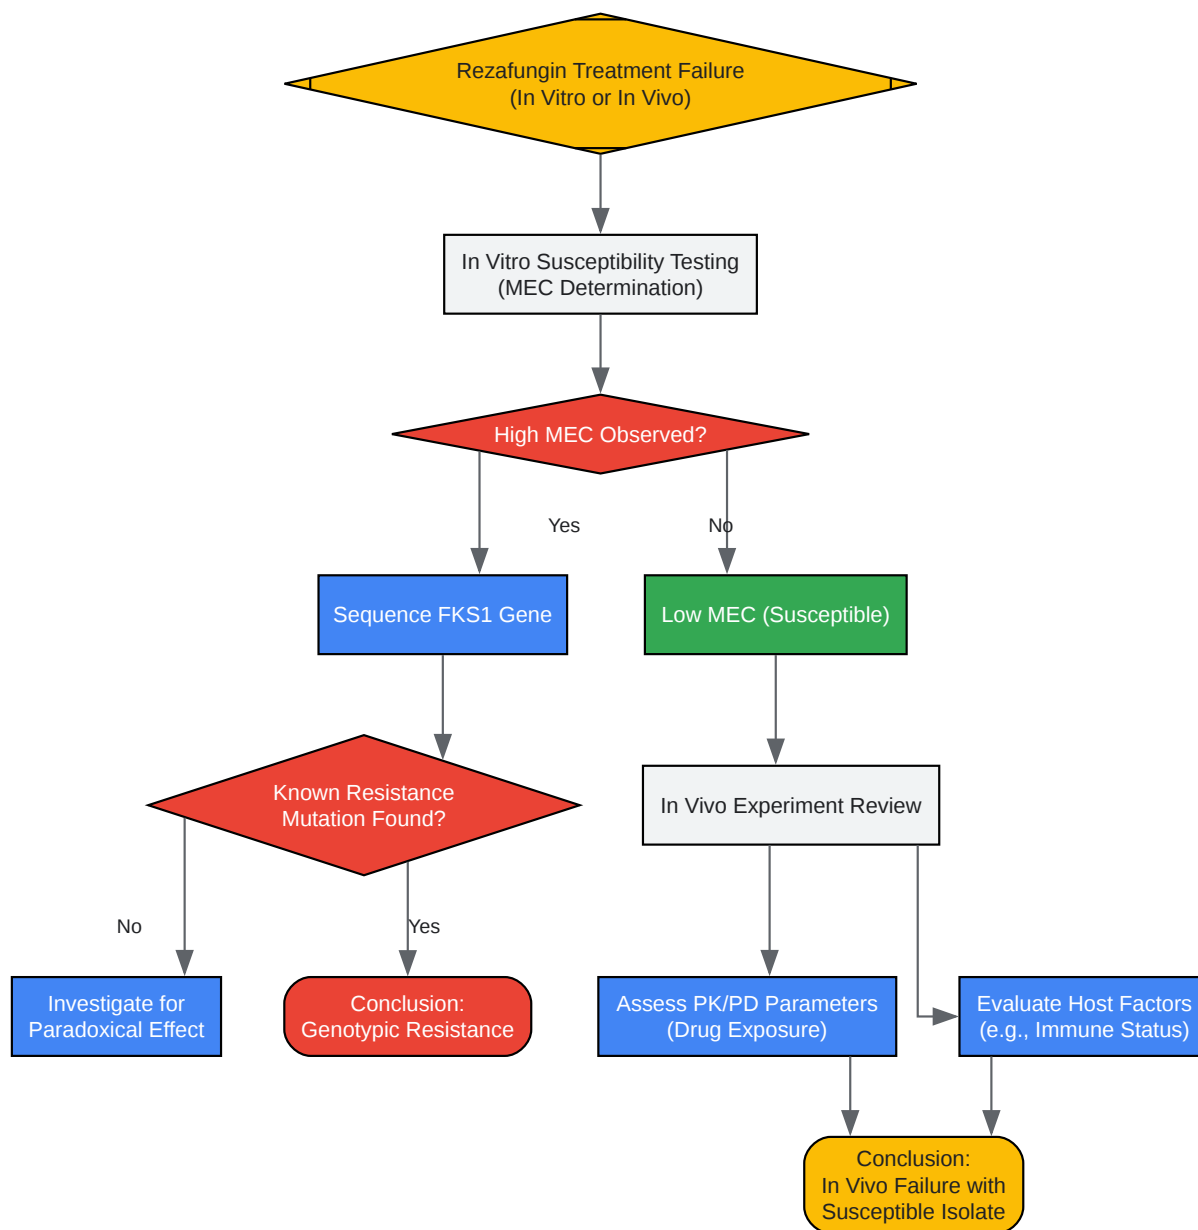 Rezafungin Treatment Failure
(In Vitro or In Vivo)
In Vitro Susceptibility Testing
(MEC Determination)
High MEC Observed?
Yes
No
Sequence FKS1 Gene
Low MEC (Susceptible)
Known Resistance
Mutation Found?
In Vivo Experiment Review
No
Yes
Investigate for
Paradoxical Effect
Conclusion:
Genotypic Resistance
Assess PK/PD Parameters
(Drug Exposure)
Evaluate Host Factors
(e.g., Immune Status)
Conclusion:
In Vivo Failure with
Susceptible Isolate